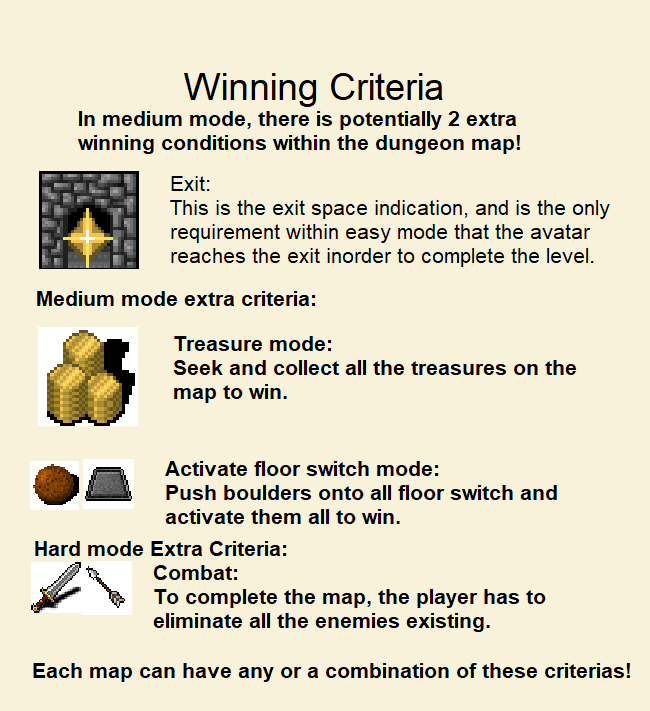 Winning Criteria
In medium mode, there is potentially 2 extra
winning conditions within the dungeon map!
Exit:
This is the exit space indication, and is the only
requirement within easy mode that the avatar
reaches the exit inorder to complete the level.
Medium mode extra criteria:
Treasure mode:
Seek and collect all the treasures on the
map to win.
Activate floor switch mode:
Push boulders onto all floor switch and
activate them all to win.
Hard mode Extra Criteria:
Combat:
To complete the map, the player has to
eliminate all the enemies existing.
Each map can have any or a combination of these criterias!